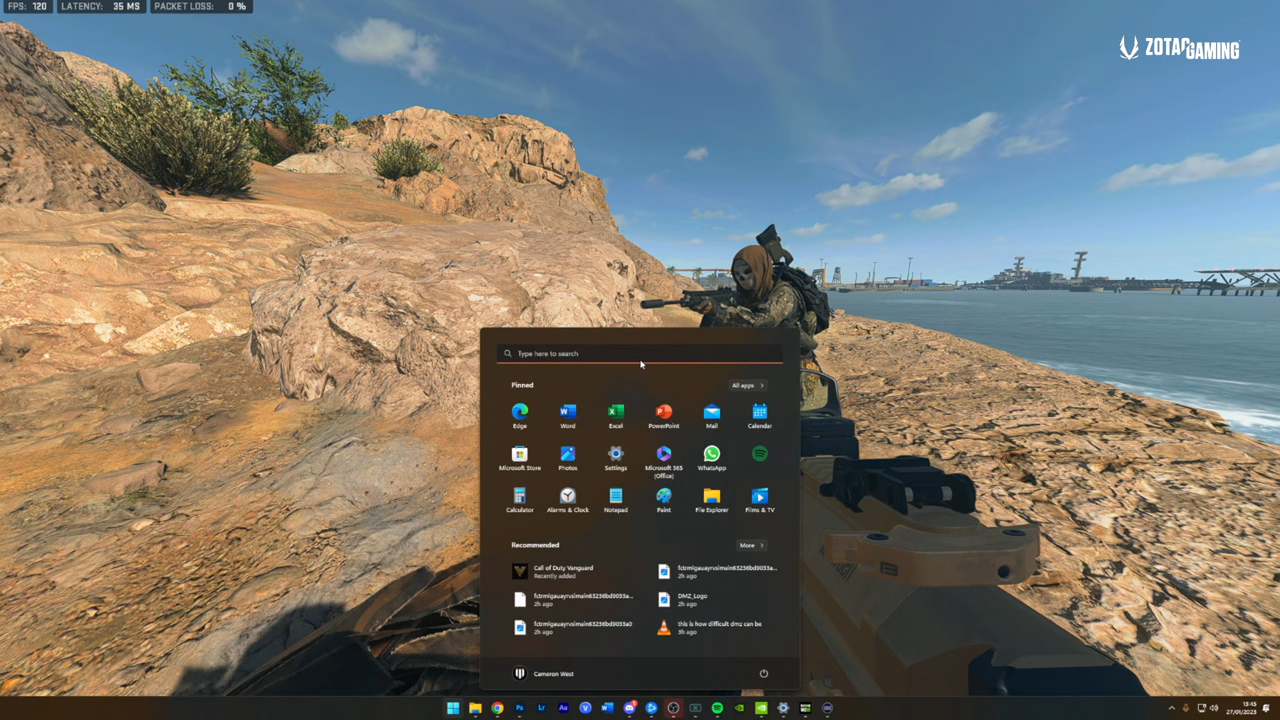 FPS: 120 LATENCY: 35 MS PACKET LOSS: 0 %
ZOTAC GAMING
Type here to search
Pinned
All apps
Edge
Word
Excel
PowerPoint
Mail
Calendar
Microsoft Store
Photos
Settings
Microsoft 365
(Office)
WhatsApp
Calculator
Alarms & Clock
Notepad
Paint
File Explorer
Films & TV
Recommended
More
Call of Duty Vanguard
Recently added
2h ago
2h ago
DMZ_Logo
2h ago
2h ago
this is how difficult dmz can be
3h ago
Cameron West
13:45
27/01/2023